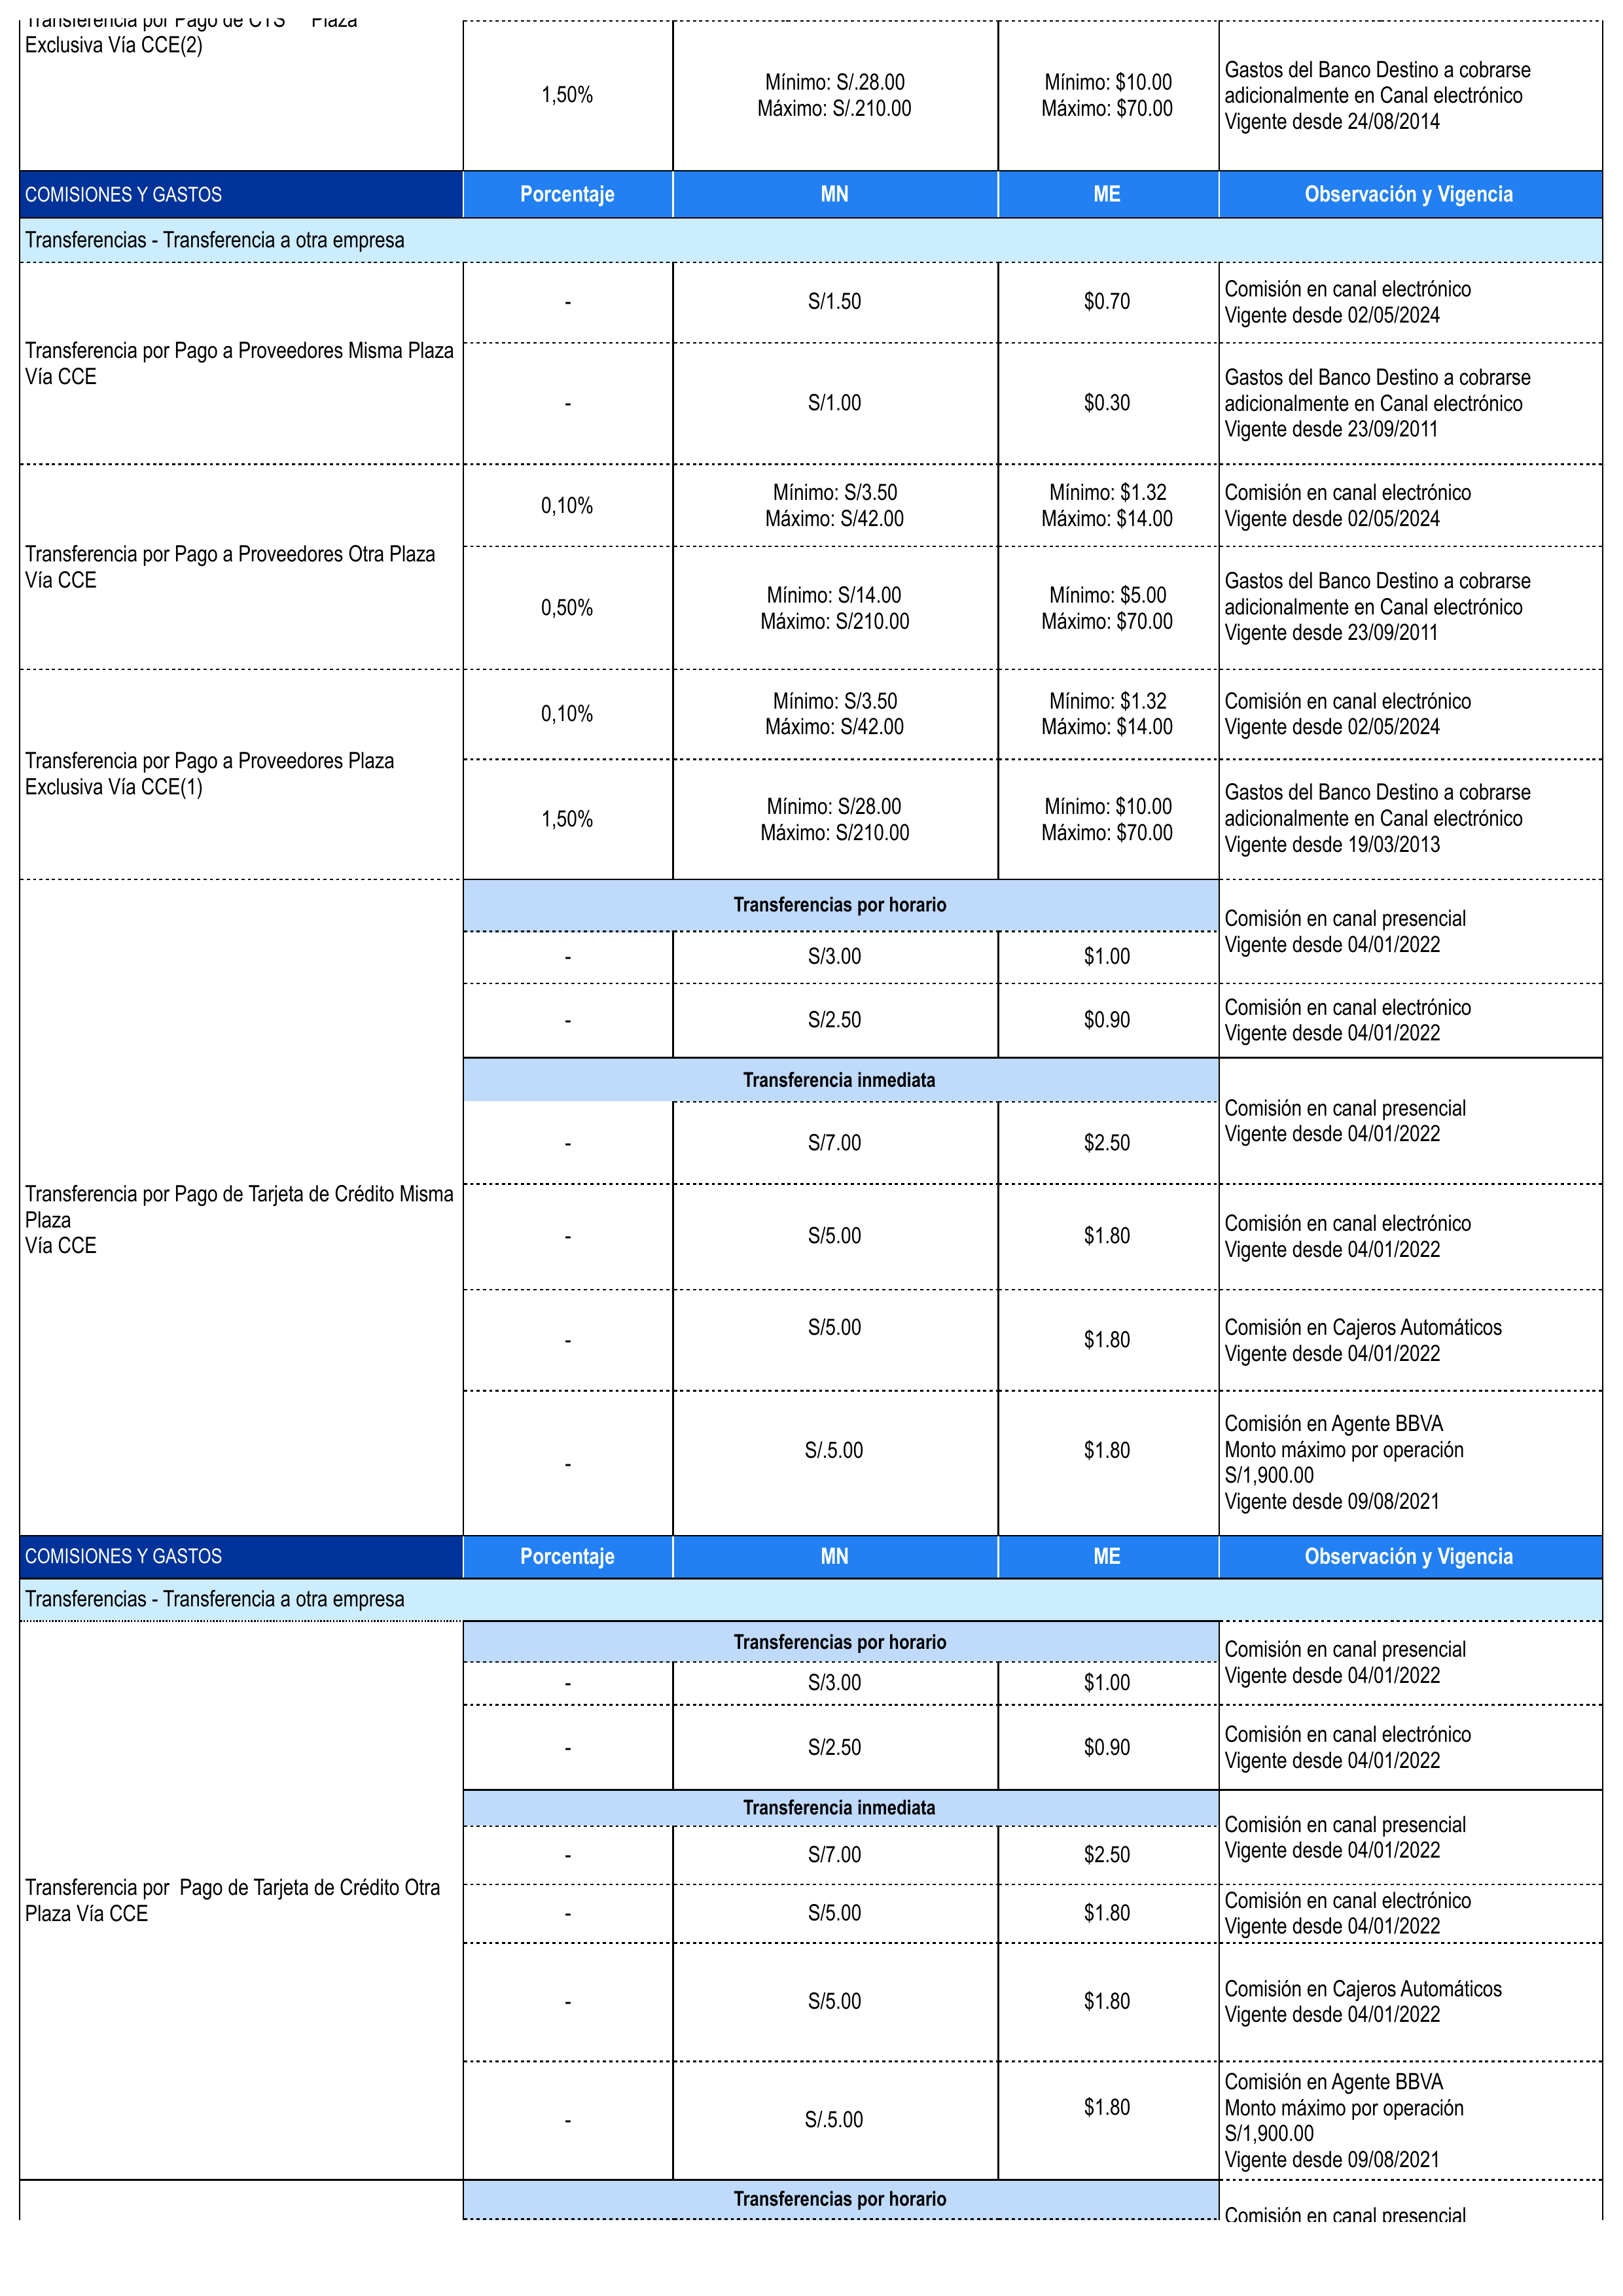 Transferencia por Pago de CTS Plaza
Exclusiva Vía CCE(2)
1,50%
Mínimo: S/.28.00
Máximo: S/.210.00
Mínimo: $10.00
Máximo: $70.00
Gastos del Banco Destino a cobrarse
adicionalmente en Canal electrónico
Vigente desde 24/08/2014
COMISIONES Y GASTOS Porcentaje MN ME Observación y Vigencia
Transferencias - Transferencia a otra empresa
Transferencia por Pago a Proveedores Misma Plaza
Vía CCE
- S/1.50 $0.70
Comisión en canal electrónico
Vigente desde 02/05/2024
- S/1.00 $0.30
Gastos del Banco Destino a cobrarse
adicionalmente en Canal electrónico
Vigente desde 23/09/2011
Transferencia por Pago a Proveedores Otra Plaza
Vía CCE
0,10%
Mínimo: S/3.50
Máximo: S/42.00
Mínimo: $1.32
Máximo: $14.00
Comisión en canal electrónico
Vigente desde 02/05/2024
0,50%
Mínimo: S/14.00
Máximo: S/210.00
Mínimo: $5.00
Máximo: $70.00
Gastos del Banco Destino a cobrarse
adicionalmente en Canal electrónico
Vigente desde 23/09/2011
Transferencia por Pago a Proveedores Plaza
Exclusiva Vía CCE(1)
0,10%
Mínimo: S/3.50
Máximo: S/42.00
Mínimo: $1.32
Máximo: $14.00
Comisión en canal electrónico
Vigente desde 02/05/2024
1,50%
Mínimo: S/28.00
Máximo: S/210.00
Mínimo: $10.00
Máximo: $70.00
Gastos del Banco Destino a cobrarse
adicionalmente en Canal electrónico
Vigente desde 19/03/2013
Transferencia por Pago de Tarjeta de Crédito Misma
Plaza
Vía CCE
Transferencias por horario
- S/3.00 $1.00
Comisión en canal presencial
Vigente desde 04/01/2022
- S/2.50 $0.90
Comisión en canal electrónico
Vigente desde 04/01/2022
Transferencia inmediata
- S/7.00 $2.50
Comisión en canal presencial
Vigente desde 04/01/2022
- S/5.00 $1.80
Comisión en canal electrónico
Vigente desde 04/01/2022
- S/5.00 $1.80
Comisión en Cajeros Automáticos
Vigente desde 04/01/2022
- S/.5.00 $1.80
Comisión en Agente BBVA
Monto máximo por operación
S/1,900.00
Vigente desde 09/08/2021
COMISIONES Y GASTOS Porcentaje MN ME Observación y Vigencia
Transferencias - Transferencia a otra empresa
Transferencia por  Pago de Tarjeta de Crédito Otra
Plaza Vía CCE
Transferencias por horario
- S/3.00 $1.00
Comisión en canal presencial
Vigente desde 04/01/2022
- S/2.50 $0.90
Comisión en canal electrónico
Vigente desde 04/01/2022
Transferencia inmediata
- S/7.00 $2.50
Comisión en canal presencial
Vigente desde 04/01/2022
- S/5.00 $1.80
Comisión en canal electrónico
Vigente desde 04/01/2022
- S/5.00 $1.80
Comisión en Cajeros Automáticos
Vigente desde 04/01/2022
- S/.5.00 $1.80
Comisión en Agente BBVA
Monto máximo por operación
S/1,900.00
Vigente desde 09/08/2021
Transferencias por horario
Comisión en canal presencial